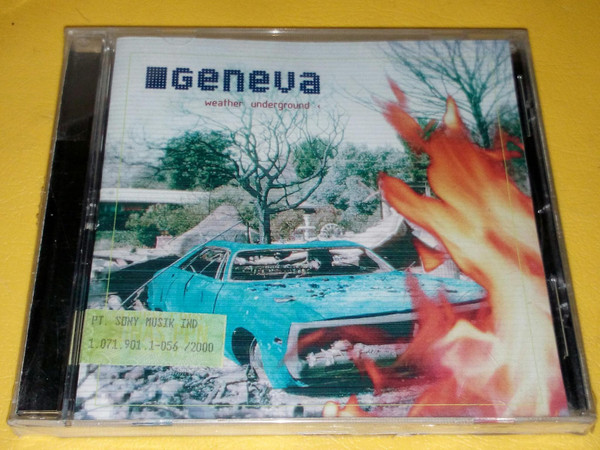 Geneva
weather underground
PT. SONY MUSIK IND
1.071.901.1-056 /2000